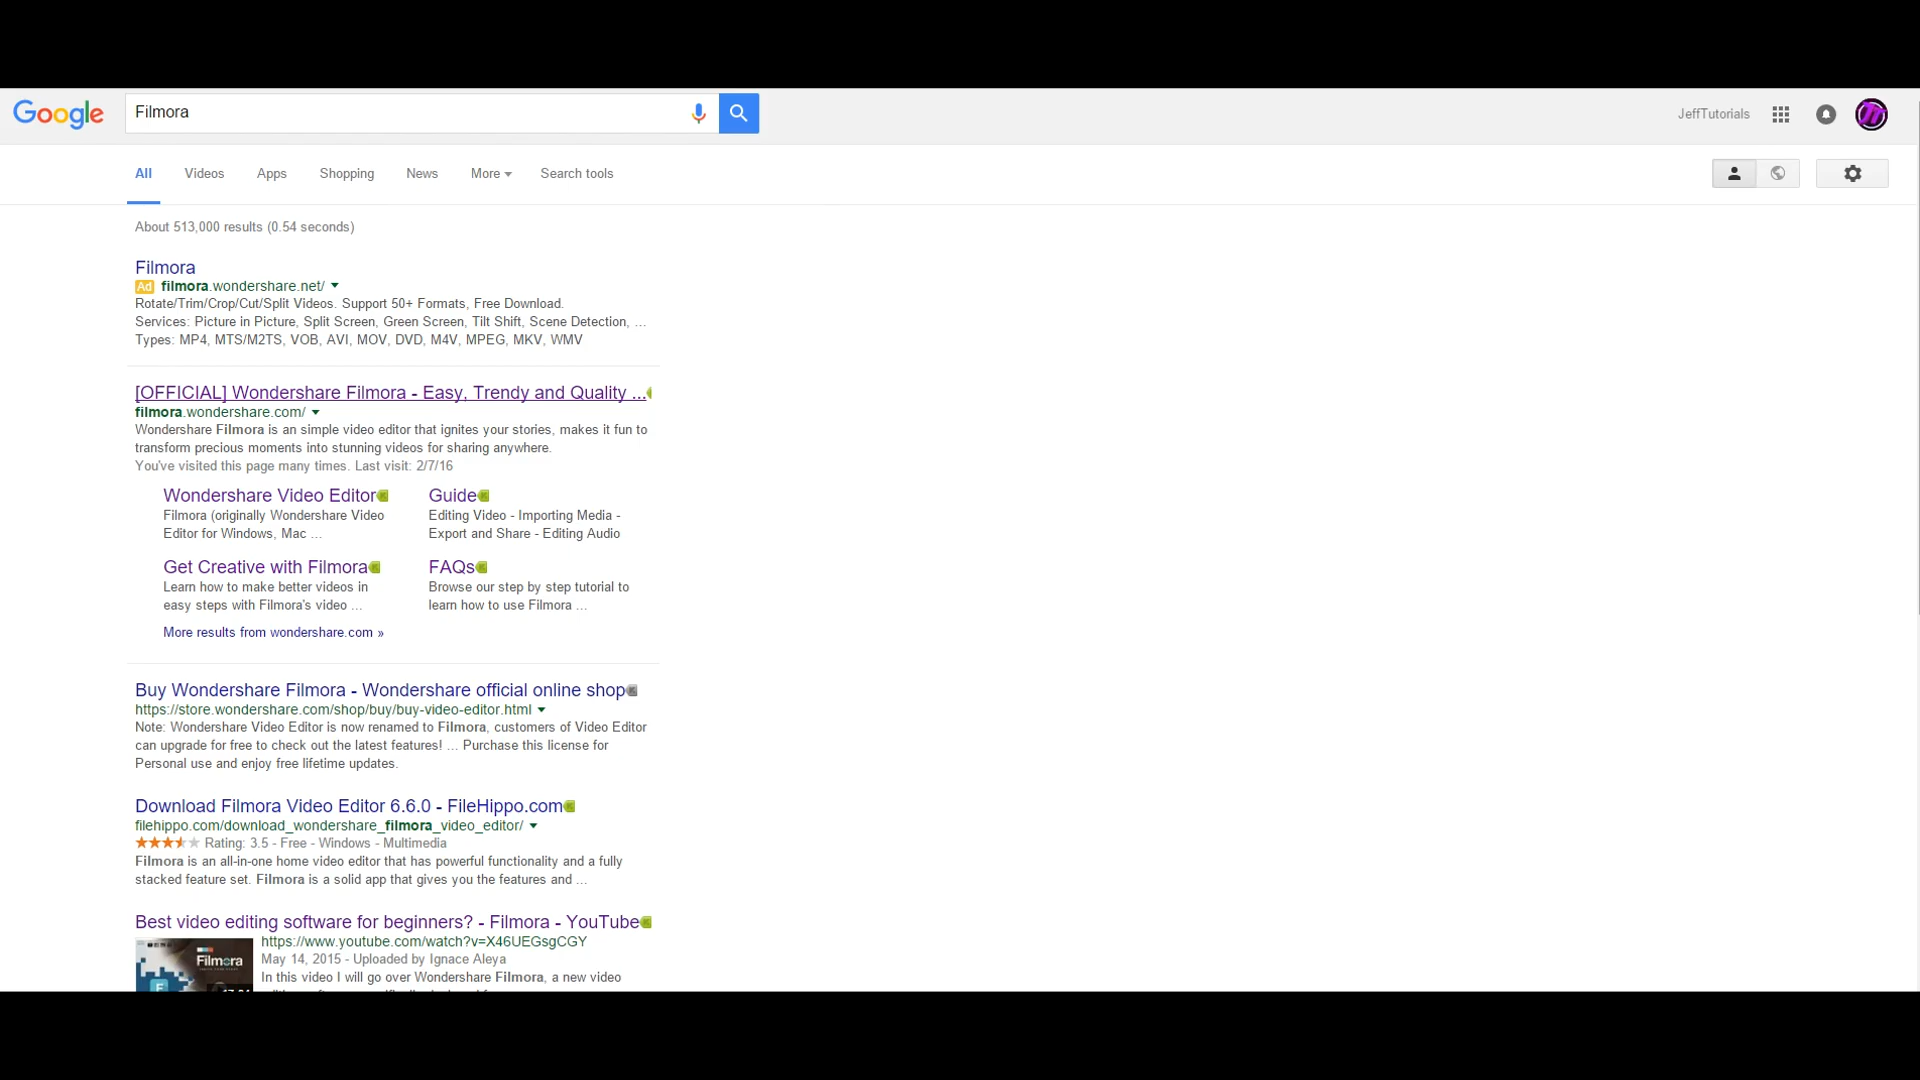 Google
Filmora
JeffTutorials
All Videos Apps Shopping News More Search tools
About 513,000 results (0.54 seconds)
Filmora
Ad filmora.wondershare.net/
Rotate/Trim/Crop/Cut/Split Videos. Support 50+ Formats, Free Download.
Services: Picture in Picture, Split Screen, Green Screen, Tilt Shift, Scene Detection, ...
Types: MP4, MTS/M2TS, VOB, AVI, MOV, DVD, M4V, MPEG, MKV, WMV
[OFFICIAL] Wondershare Filmora - Easy, Trendy and Quality ...
filmora.wondershare.com/
Wondershare Filmora is an simple video editor that ignites your stories, makes it fun to
transform precious moments into stunning videos for sharing anywhere.
You've visited this page many times. Last visit: 2/7/16
Wondershare Video Editor
Filmora (originally Wondershare Video
Editor for Windows, Mac ...
Guide
Editing Video - Importing Media -
Export and Share - Editing Audio
Get Creative with Filmora
Learn how to make better videos in
easy steps with Filmora's video ...
FAQs
Browse our step by step tutorial to
learn how to use Filmora ...
More results from wondershare.com »
Buy Wondershare Filmora - Wondershare official online shop
https://store.wondershare.com/shop/buy/buy-video-editor.html
Note: Wondershare Video Editor is now renamed to Filmora, customers of Video Editor
can upgrade for free to check out the latest features! ... Purchase this license for
Personal use and enjoy free lifetime updates.
Download Filmora Video Editor 6.6.0 - FileHippo.com
filehippo.com/download_wondershare_filmora_video_editor/
Rating: 3.5 - Free - Windows - Multimedia
Filmora is an all-in-one home video editor that has powerful functionality and a fully
stacked feature set. Filmora is a solid app that gives you the features and ...
Best video editing software for beginners? - Filmora - YouTube
https://www.youtube.com/watch?v=X46UEGsgCGY
May 14, 2015 - Uploaded by Ignace Aleya
In this video I will go over Wondershare Filmora, a new video
Filmora